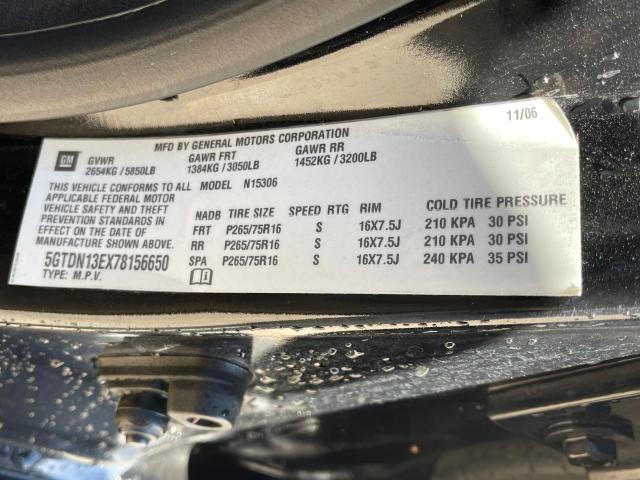 11/06
MFD BY GENERAL MOTORS CORPORATION
GM GVWR GAWR FRT GAWR RR
2654KG/5850LB 1384KG/3050LB 1452KG/3200LB
THIS VEHICLE CONFORMS TO ALL MODEL N15306
APPLICABLE FEDERAL MOTOR
VEHICLE SAFETY AND THEFT
PREVENTION STANDARDS IN
EFFECT ON THE DATE OF
MANUFACTURE SHOWN ABOVE.
5GTDN13EX78156650
TYPE: M.P.V.
NADB TIRE SIZE SPEED RTG RIM COLD TIRE PRESSURE
FRT P265/75R16 S 16X7.5J 210 KPA 30 PSI
RR P265/75R16 S 16X7.5J 210 KPA 30 PSI
SPA P265/75R16 S 16X7.5J 240 KPA 35 PSI